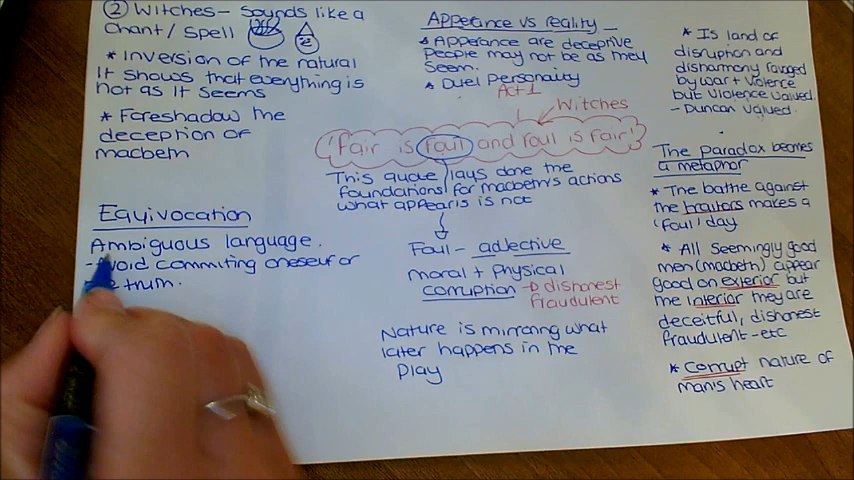 ② Witches - Sounds like a
Chant / Spell
* Inversion of the natural
It shows that everything is
not as it seems
* Foreshadow the
deception of
macbeth
Equivocation
Ambiguous language.
- Avoid commiting oneself or
truth.
Apperance vs reality
* Apperance are deceptive
People may not be as they
Seem.
* Duel Personality
Act 1
Witches
'Fair is foul and foul is fair'
This quote lays done the
foundations for macbeth's actions
what appears is not
Foul - adjective
moral + physical
corruption → dishonest
fraudulent
Nature is mirroring what
later happens in the
Play
* Is land of
disruption and
disharmony ravaged
by war + violence
but violence valued.
- Duncan valued.
The Paradox becomes
a metaphor
* The battle against
the traitors makes a
'foul' day
* All Seemingly good
men (macbeth) appear
good on exterior but
the interior they are
deceitful, dishonest
fraudulent - etc
* Corrupt nature of
man's heart